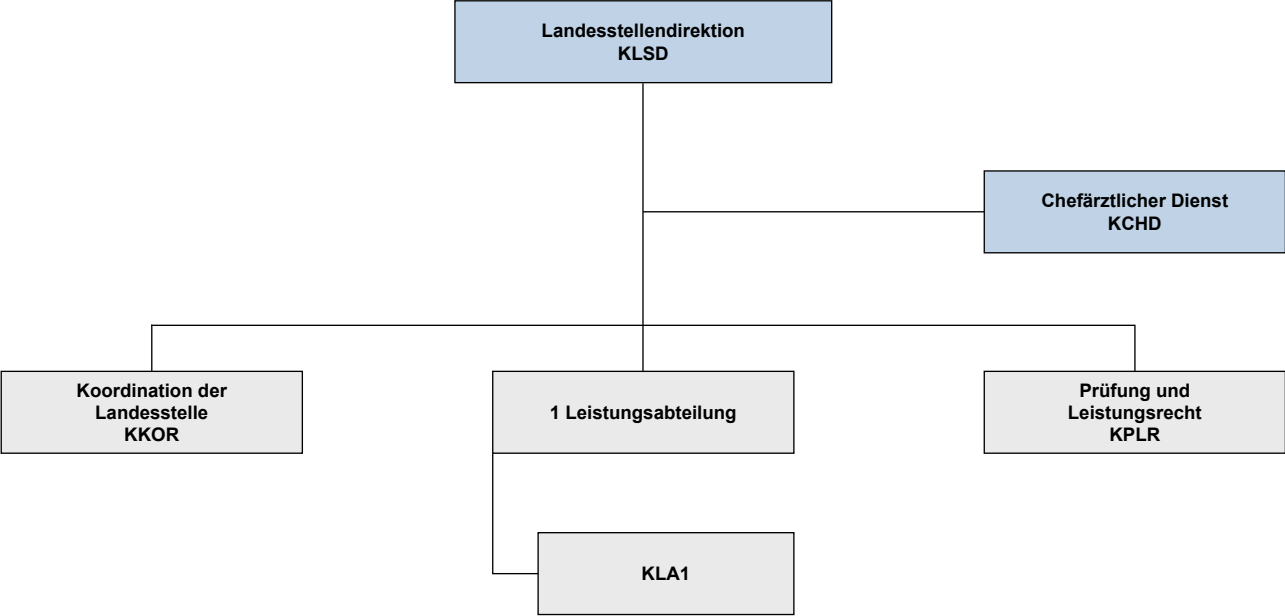 Landesstellendirektion
KLSD
Chefärztlicher Dienst
KCHD
Koordination der
Landesstelle
KKOR
1 Leistungsabteilung
Prüfung und
Leistungsrecht
KPLR
KLA1